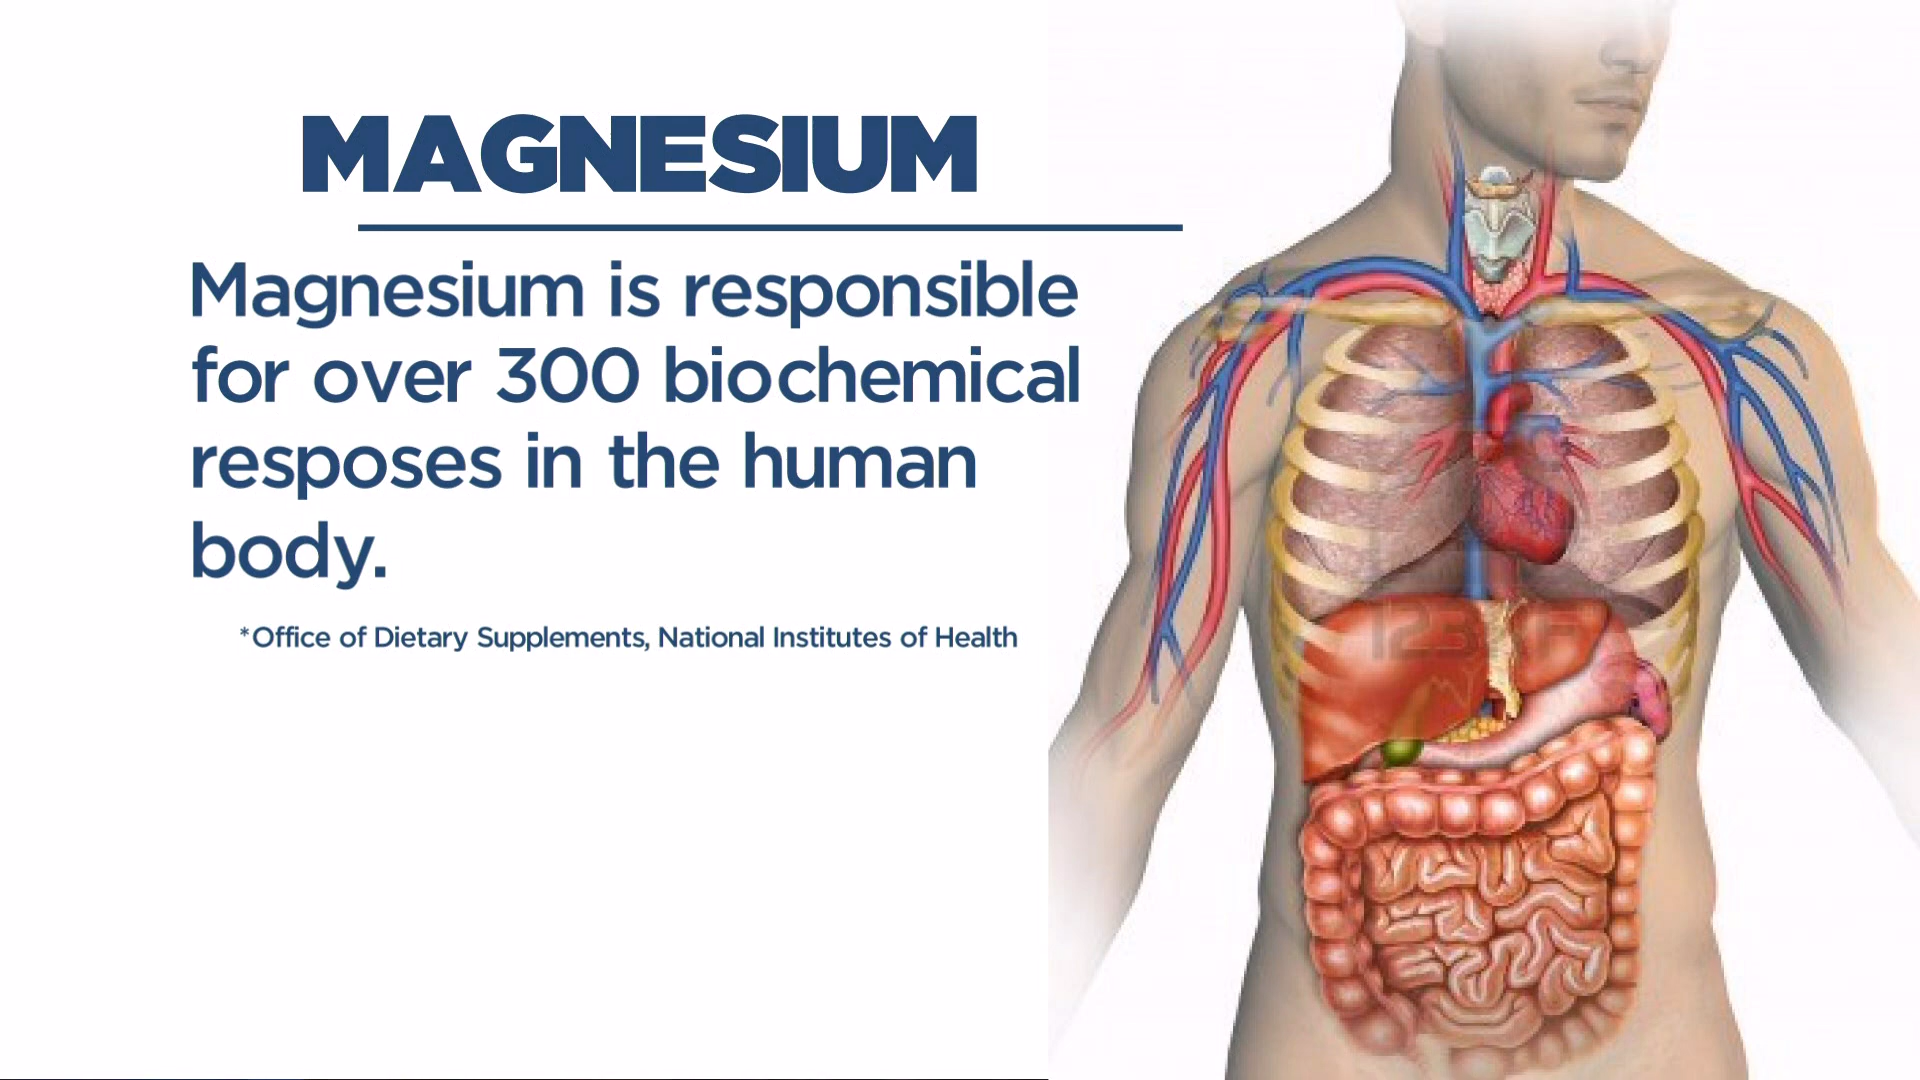 MAGNESIUM
Magnesium is responsible
for over 300 biochemical
resposes in the human
body.
*Office of Dietary Supplements, National Institutes of Health